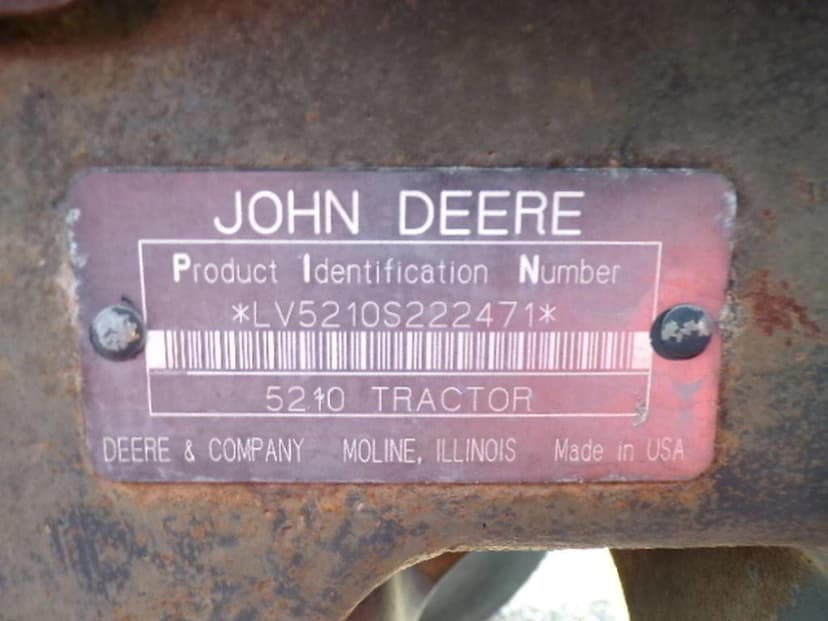 JOHN DEERE
Product Identification Number
*LV5210S222471*
5210 TRACTOR
DEERE & COMPANY MOLINE, ILLINOIS Made in USA